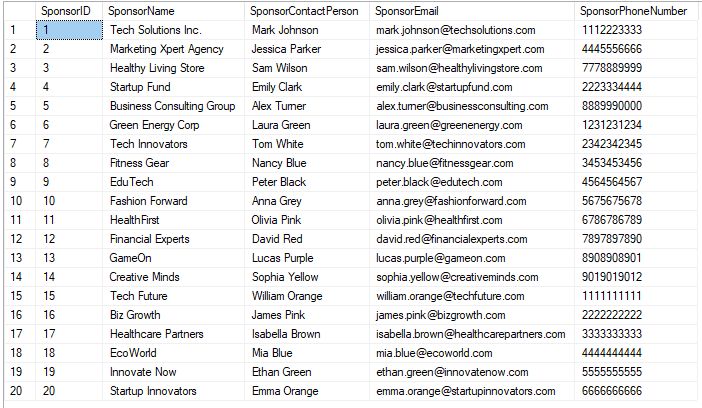 SponsorID SponsorName SponsorContactPerson SponsorEmail SponsorPhoneNumber
1 1 Tech Solutions Inc. Mark Johnson mark.johnson@techsolutions.com 1112223333
2 2 Marketing Xpert Agency Jessica Parker jessica.parker@marketingxpert.com 4445556666
3 3 Healthy Living Store Sam Wilson sam.wilson@healthylivingstore.com 7778889999
4 4 Startup Fund Emily Clark emily.clark@startupfund.com 2223334444
5 5 Business Consulting Group Alex Turner alex.turner@businessconsulting.com 8889990000
6 6 Green Energy Corp Laura Green laura.green@greenenergy.com 1231231234
7 7 Tech Innovators Tom White tom.white@techinnovators.com 2342342345
8 8 Fitness Gear Nancy Blue nancy.blue@fitnessgear.com 3453453456
9 9 EduTech Peter Black peter.black@edutech.com 4564564567
10 10 Fashion Forward Anna Grey anna.grey@fashionforward.com 5675675678
11 11 HealthFirst Olivia Pink olivia.pink@healthfirst.com 6786786789
12 12 Financial Experts David Red david.red@financialexperts.com 7897897890
13 13 GameOn Lucas Purple lucas.purple@gameon.com 8908908901
14 14 Creative Minds Sophia Yellow sophia.yellow@creativeminds.com 9019019012
15 15 Tech Future William Orange william.orange@techfuture.com 1111111111
16 16 Biz Growth James Pink james.pink@bizgrowth.com 2222222222
17 17 Healthcare Partners Isabella Brown isabella.brown@healthcarepartners.com 3333333333
18 18 EcoWorld Mia Blue mia.blue@ecoworld.com 4444444444
19 19 Innovate Now Ethan Green ethan.green@innovatenow.com 5555555555
20 20 Startup Innovators Emma Orange emma.orange@startupinnovators.com 6666666666